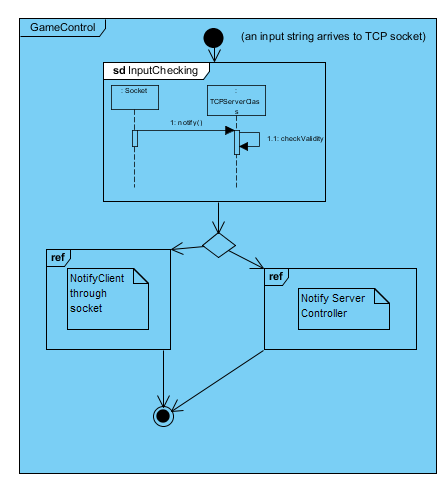 GameControl
(an input string arrives to TCP socket)
sd InputChecking
: Socket
:
TCPServerClas
s
1: notify()
1.1: checkValidity
ref
NotifyClient
through
socket
ref
Notify Server
Controller